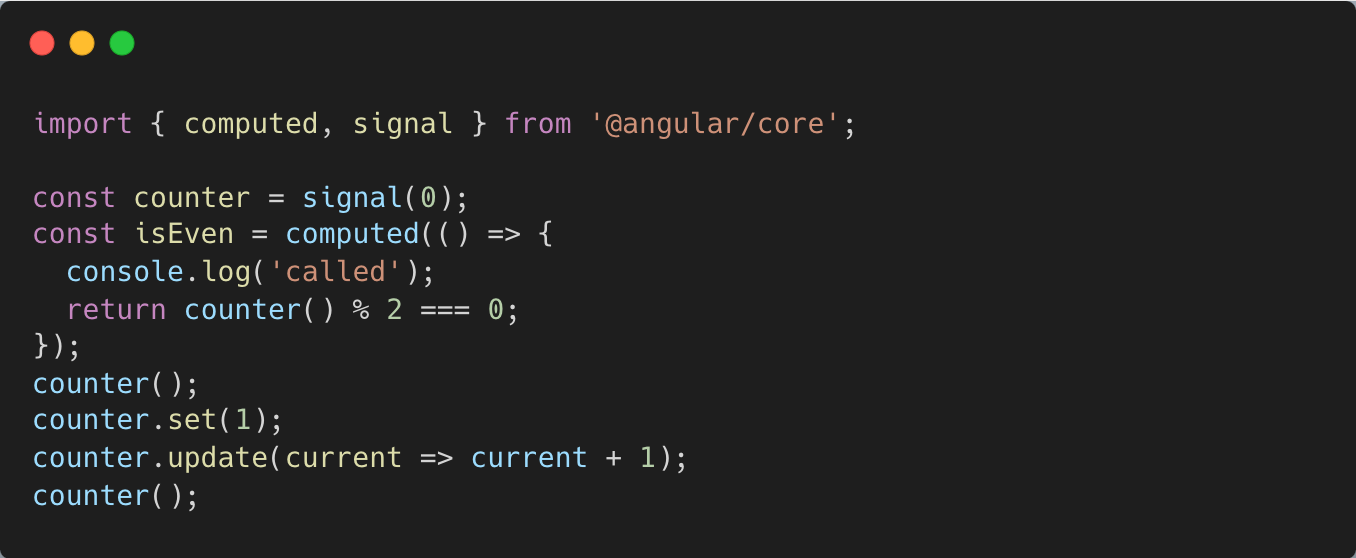 import { computed, signal } from '@angular/core';

const counter = signal(0);
const isEven = computed(() => {
  console.log('called');
  return counter() % 2 === 0;
});
counter();
counter.set(1);
counter.update(current => current + 1);
counter();